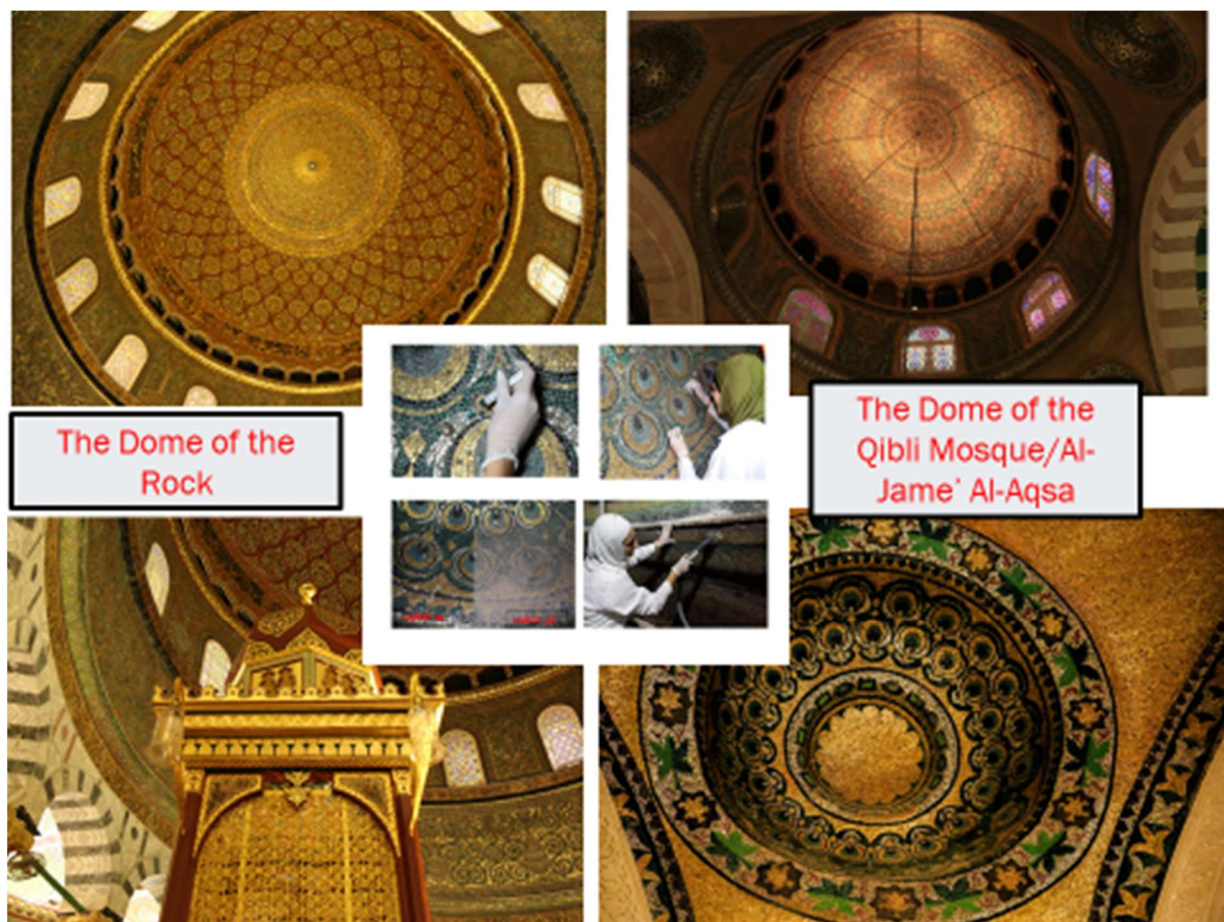 The Dome of the
Rock
The Dome of the
Qibli Mosque/Al-
Jame` Al-Aqsa